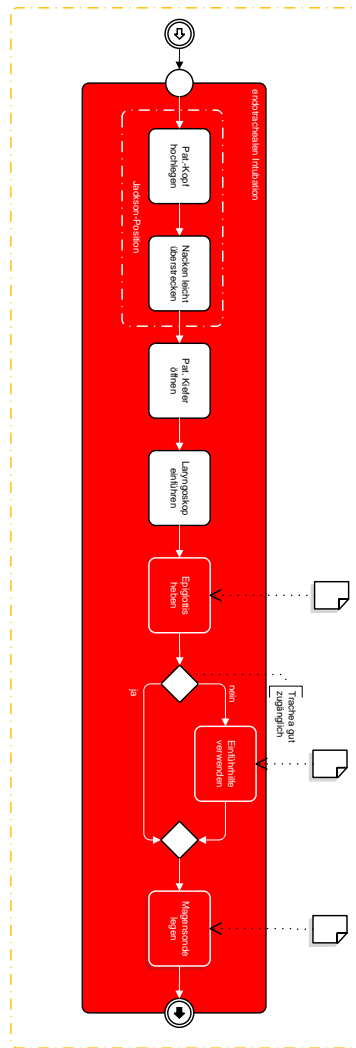 endotrachealen Intubation
Pat.-Kopf
hochlegen
Nacken leicht
überstrecken
Jackson-Position
Pat. Kiefer
öffnen
Laryngoskop
einführen
Epiglottis
heben
Trachea gut
zugänglich
nein
ja
Einführhilfe
verwenden
Magensonde
legen